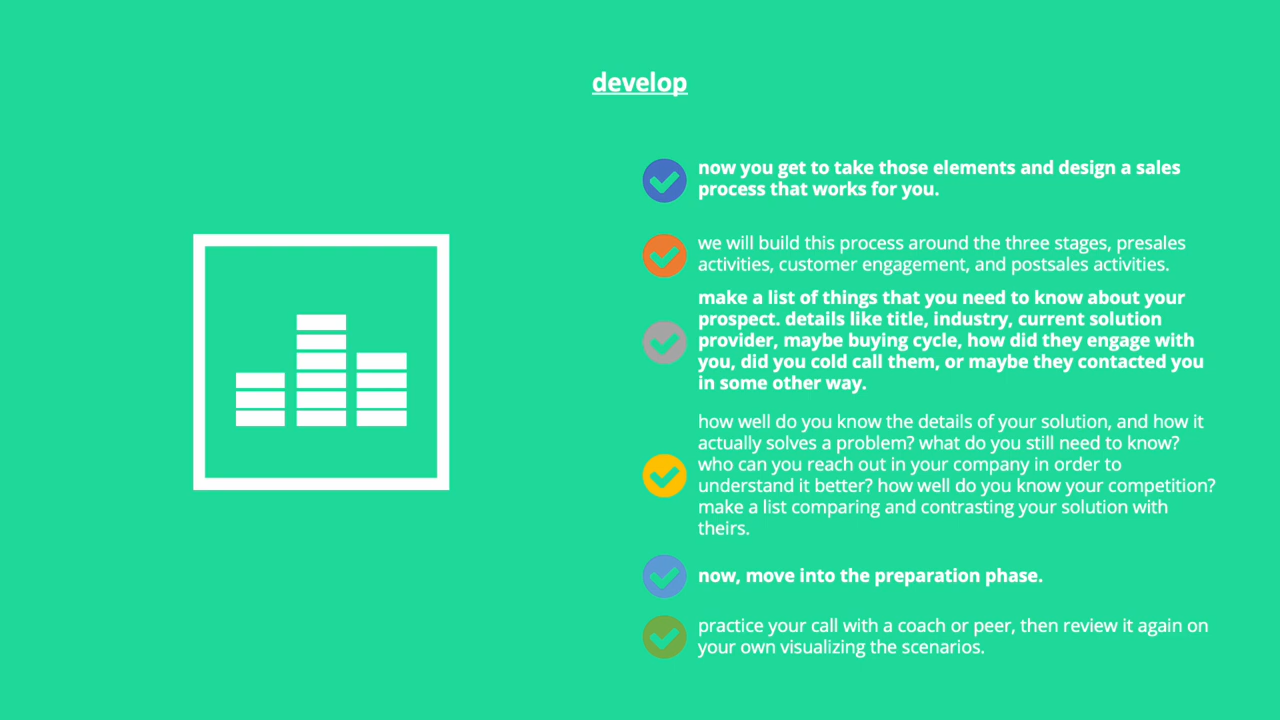 develop
now you get to take those elements and design a sales
process that works for you.
we will build this process around the three stages, presales
activities, customer engagement, and postsales activities.
make a list of things that you need to know about your
prospect. details like title, industry, current solution
provider, maybe buying cycle, how did they engage with
you, did you cold call them, or maybe they contacted you
in some other way.
how well do you know the details of your solution, and how it
actually solves a problem? what do you still need to know?
who can you reach out in your company in order to
understand it better? how well do you know your competition?
make a list comparing and contrasting your solution with
theirs.
now, move into the preparation phase.
practice your call with a coach or peer, then review it again on
your own visualizing the scenarios.